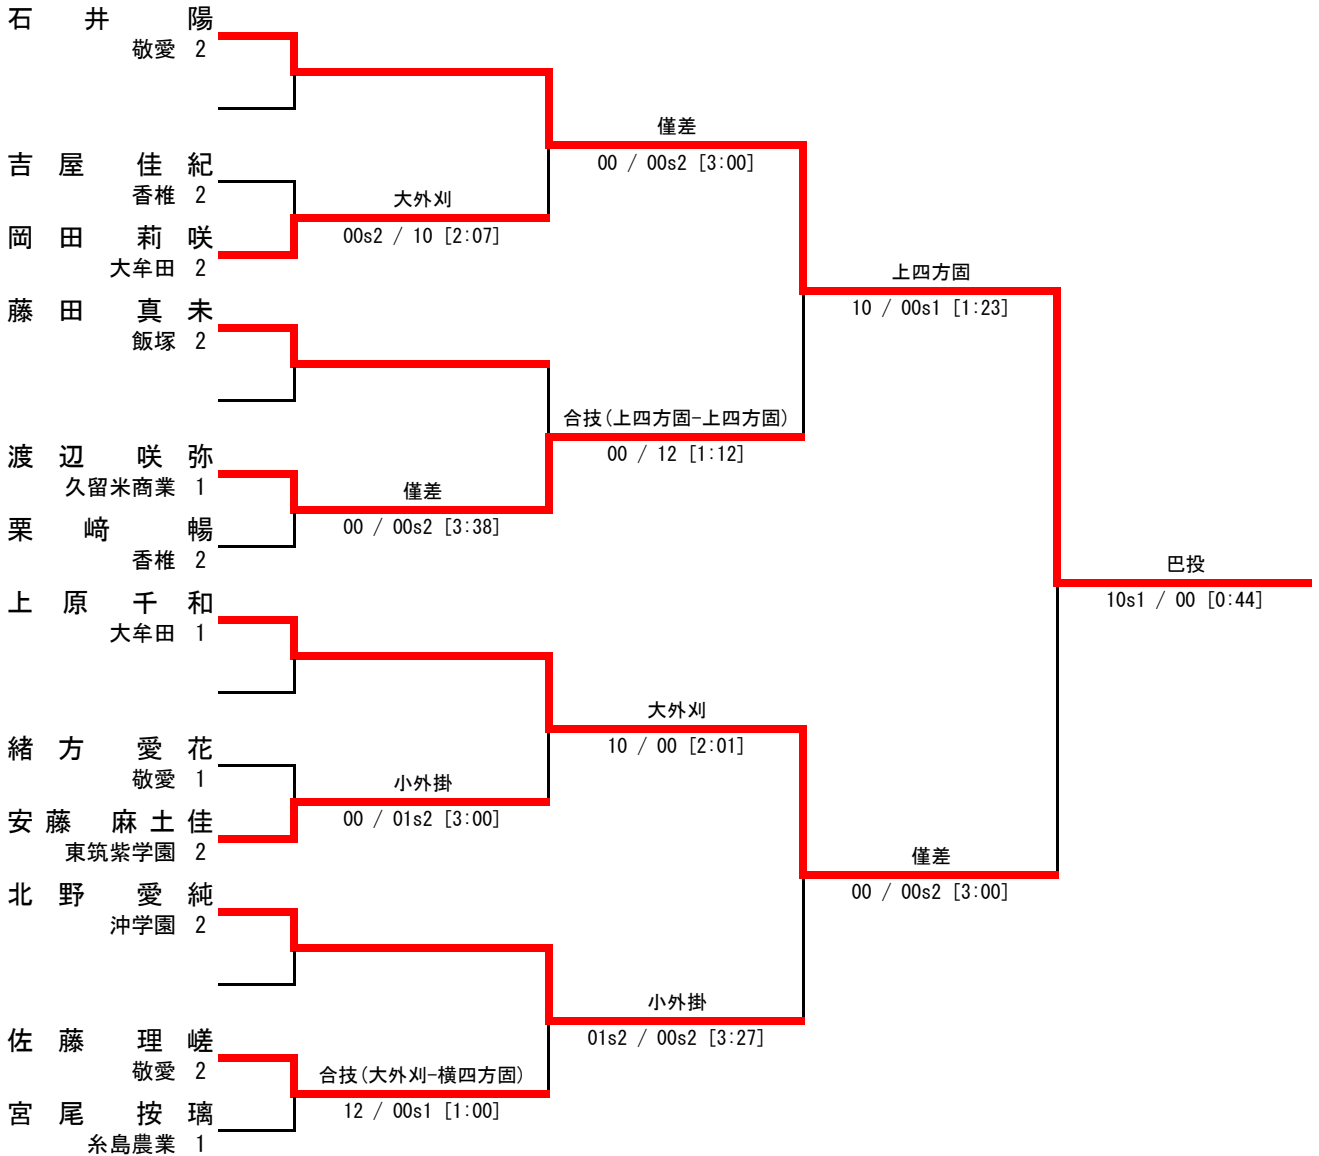 石井陽
敬愛 2
僅差
00 / 00s2 [3:00]
吉屋佳紀
香椎 2
大外刈
00s2 / 10 [2:07]
岡田莉咲
大牟田 2
上四方固
10 / 00s1 [1:23]
藤田真未
飯塚 2
合技(上四方固-上四方固)
00 / 12 [1:12]
渡辺咲弥
久留米商業 1
僅差
00 / 00s2 [3:38]
栗﨑暢
香椎 2
巴投
10s1 / 00 [0:44]
上原千和
大牟田 1
大外刈
10 / 00 [2:01]
緒方愛花
敬愛 1
小外掛
00 / 01s2 [3:00]
安藤麻土佳
東筑紫学園 2
僅差
00 / 00s2 [3:00]
北野愛純
沖学園 2
小外掛
01s2 / 00s2 [3:27]
佐藤理嵯
敬愛 2
合技(大外刈-横四方固)
12 / 00s1 [1:00]
宮尾按璃
糸島農業 1